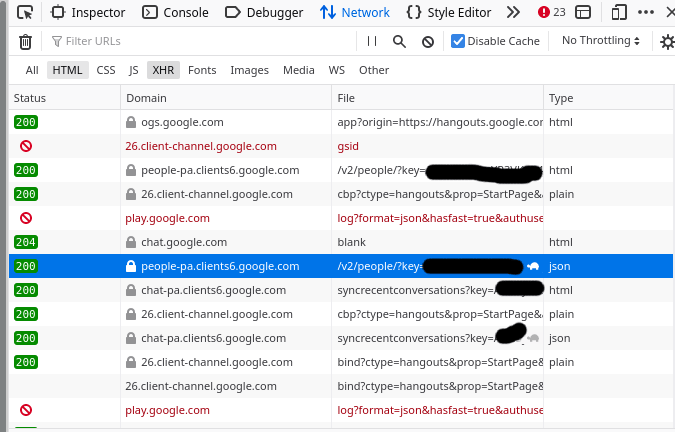 Inspector Console Debugger Network Style Editor 23
Filter URLs Disable Cache No Throttling
All HTML CSS JS XHR Fonts Images Media WS Other
Status Domain File Type
200 ogs.google.com app?origin=https://hangouts.google.cor html
26.client-channel.google.com gsid
200 people-pa.clients6.google.com /v2/people/?key= html
200 26.client-channel.google.com cbp?ctype=hangouts&prop=StartPage& plain
play.google.com log?format=json&hasfast=true&authuse
204 chat.google.com blank html
200 people-pa.clients6.google.com /v2/people/?key= json
200 chat-pa.clients6.google.com syncrecentconversations?key= html
200 26.client-channel.google.com cbp?ctype=hangouts&prop=StartPage& plain
200 chat-pa.clients6.google.com syncrecentconversations?key= json
200 26.client-channel.google.com bind?ctype=hangouts&prop=StartPage& plain
26.client-channel.google.com bind?ctype=hangouts&prop=StartPage&
play.google.com log?format=json&hasfast=true&authuse